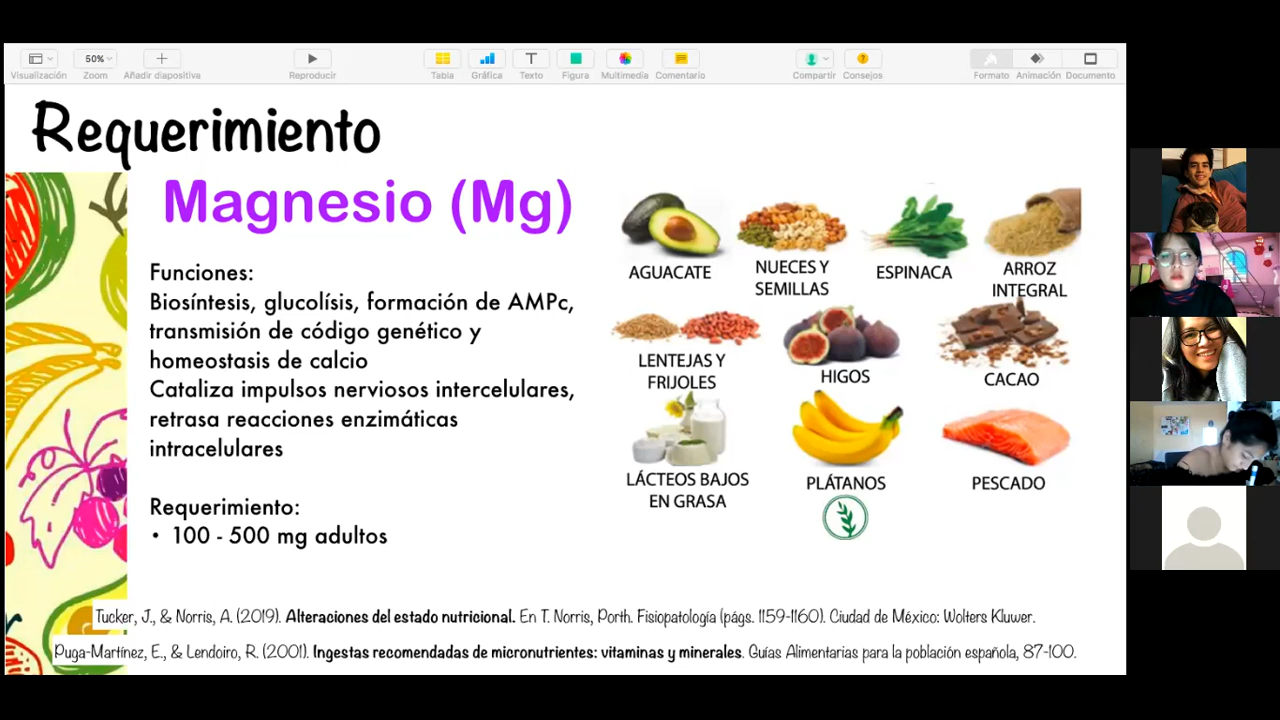 50%
Visualización
Zoom
Añadir diapositiva
Reproducir
Tabla
Gráfica
Texto
Figura
Multimedia
Comentario
Compartir
Consejos
Formato
Animación
Documento
Requerimiento
Magnesio (Mg)
Funciones:
Biosíntesis, glucolísis, formación de AMPc,
transmisión de código genético y
homeostasis de calcio
Cataliza impulsos nerviosos intercelulares,
retrasa reacciones enzimáticas
intracelulares
Requerimiento:
• 100 - 500 mg adultos
AGUACATE
NUECES Y
SEMILLAS
ESPINACA
ARROZ
INTEGRAL
LENTEJAS Y
FRIJOLES
HIGOS
CACAO
LÁCTEOS BAJOS
EN GRASA
PLÁTANOS
PESCADO
Tucker, J., & Norris, A. (2019). Alteraciones del estado nutricional. En T. Norris, Porth. Fisiopatología (págs. 1159-1160). Ciudad de México: Wolters Kluwer.
Puga-Martínez, E., & Lendoiro, R. (2001). Ingestas recomendadas de micronutrientes: vitaminas y minerales. Guías Alimentarias para la población española, 87-100.